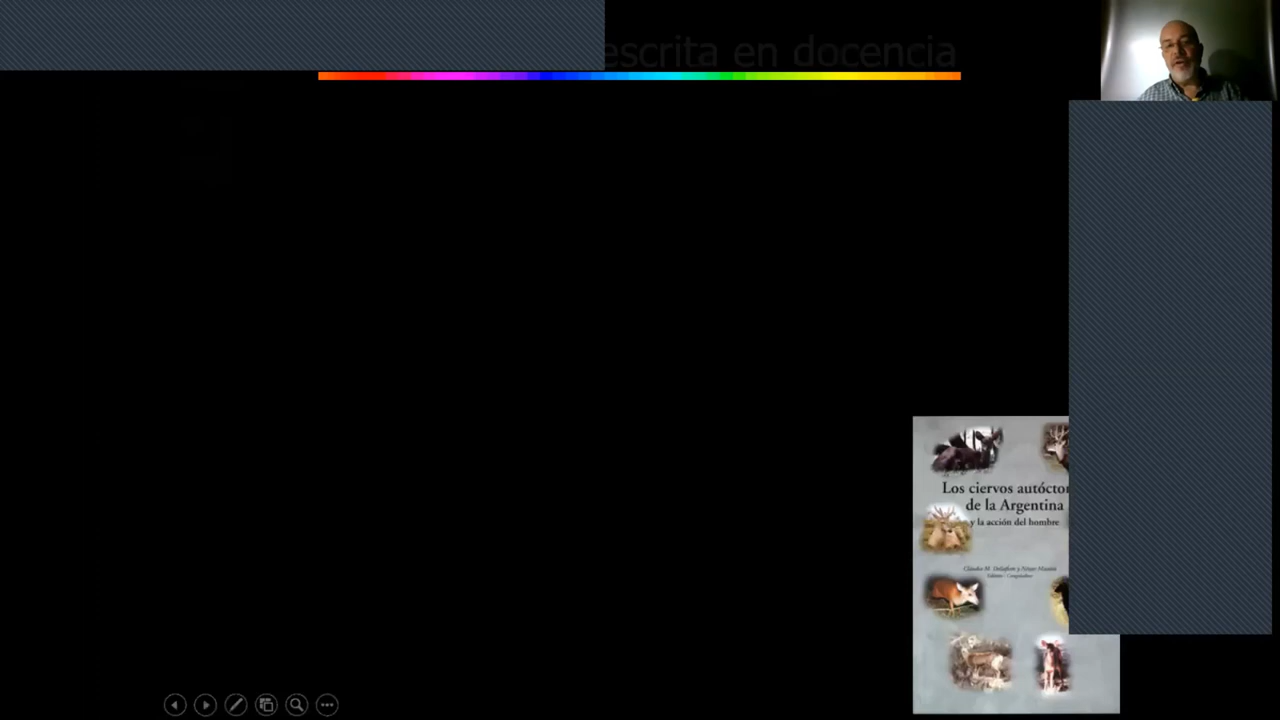 escrita en docencia
Los ciervos autócto
de la Argentina
y la acción del hombre